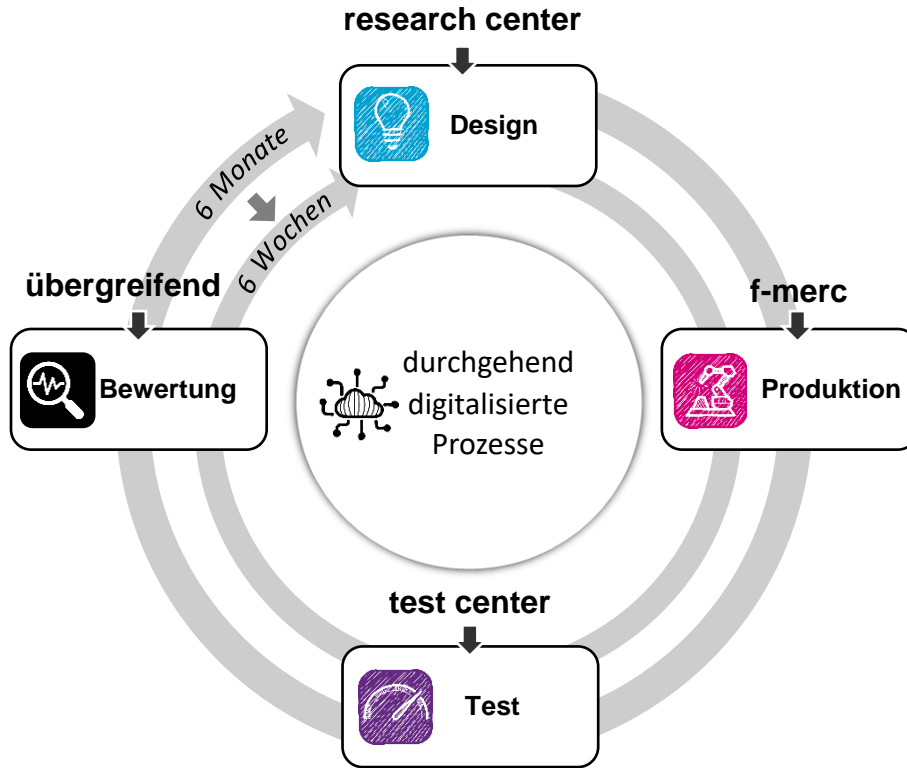 research center
Design
6 Monate
6 Wochen
übergreifend
Bewertung
f-merc
Produktion
durchgehend
digitalisierte
Prozesse
test center
Test